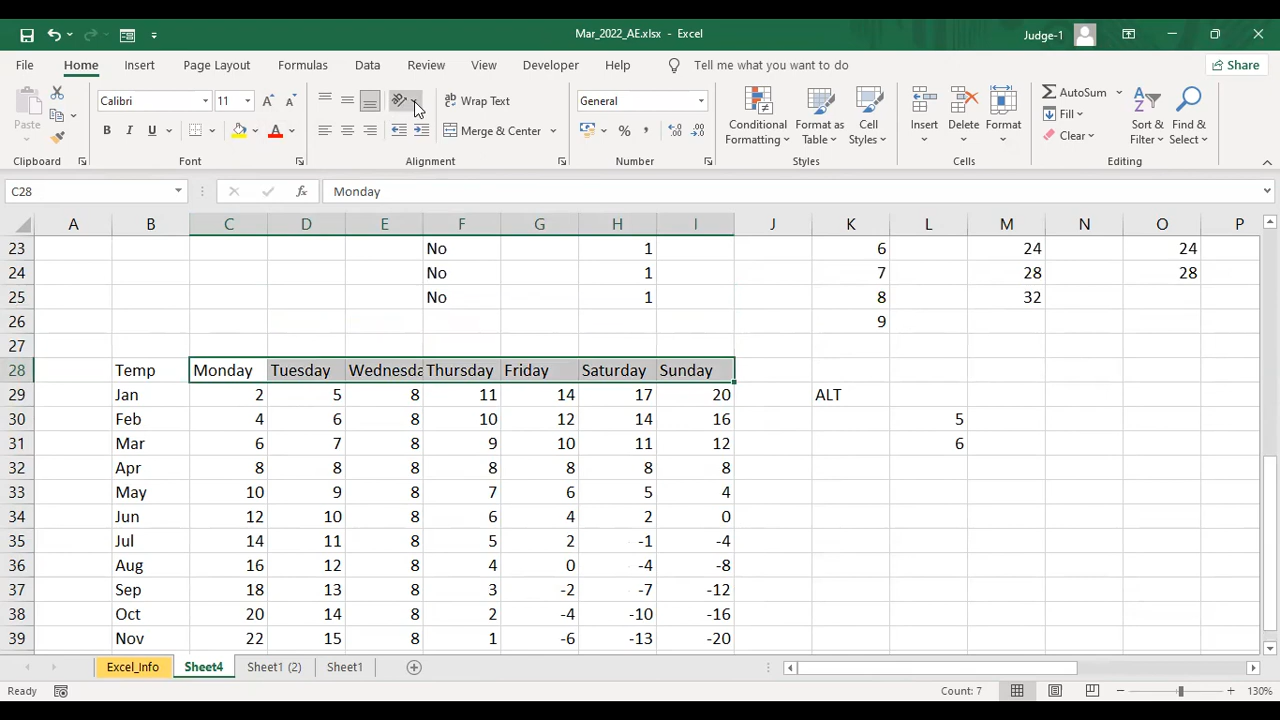 Mar_2022_AE.xlsx - Excel
Judge-1
File Home Insert Page Layout Formulas Data Review View Developer Help Tell me what you want to do Share
Calibri 11 A A ab Wrap Text General AutoSum
Paste B I U A Merge & Center % , Conditional Formatting Format as Table Cell Styles Insert Delete Format Fill Clear Sort & Filter Find & Select
Clipboard Font Alignment Number Styles Cells Editing
C28 fx Monday
A B C D E F G H I J K L M N O P
23 No 1 6 24 24
24 No 1 7 28 28
25 No 1 8 32
26 9
27
28 Temp Monday Tuesday Wednesda Thursday Friday Saturday Sunday
29 Jan 2 5 8 11 14 17 20 ALT
30 Feb 4 6 8 10 12 14 16 5
31 Mar 6 7 8 9 10 11 12 6
32 Apr 8 8 8 8 8 8 8
33 May 10 9 8 7 6 5 4
34 Jun 12 10 8 6 4 2 0
35 Jul 14 11 8 5 2 -1 -4
36 Aug 16 12 8 4 0 -4 -8
37 Sep 18 13 8 3 -2 -7 -12
38 Oct 20 14 8 2 -4 -10 -16
39 Nov 22 15 8 1 -6 -13 -20
Excel_Info Sheet4 Sheet1 (2) Sheet1
Ready Count: 7 130%